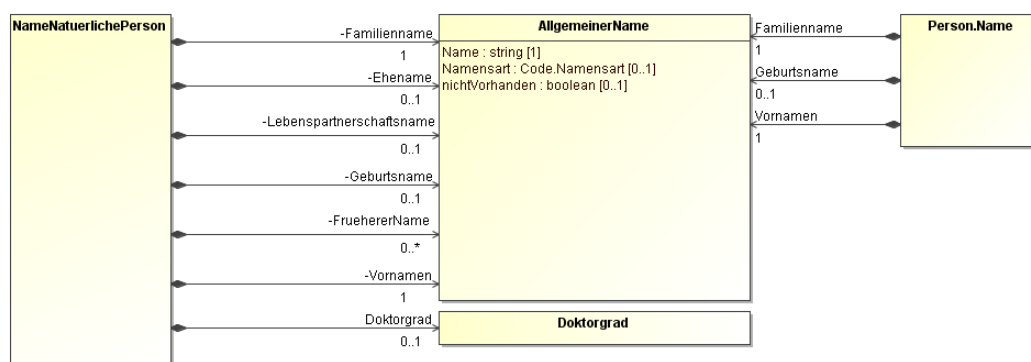 NameNatuerlichePerson
-Familienname
1
-Ehename
0..1
-Lebenspartnerschaftsname
0..1
-Geburtsname
0..1
-FruehererName
0..*
-Vornamen
1
Doktorgrad
0..1
AllgemeinerName
Name : string [1]
Namensart : Code.Namensart [0..1]
nichtVorhanden : boolean [0..1]
Doktorgrad
Familienname
1
Geburtsname
0..1
Vornamen
1
Person.Name